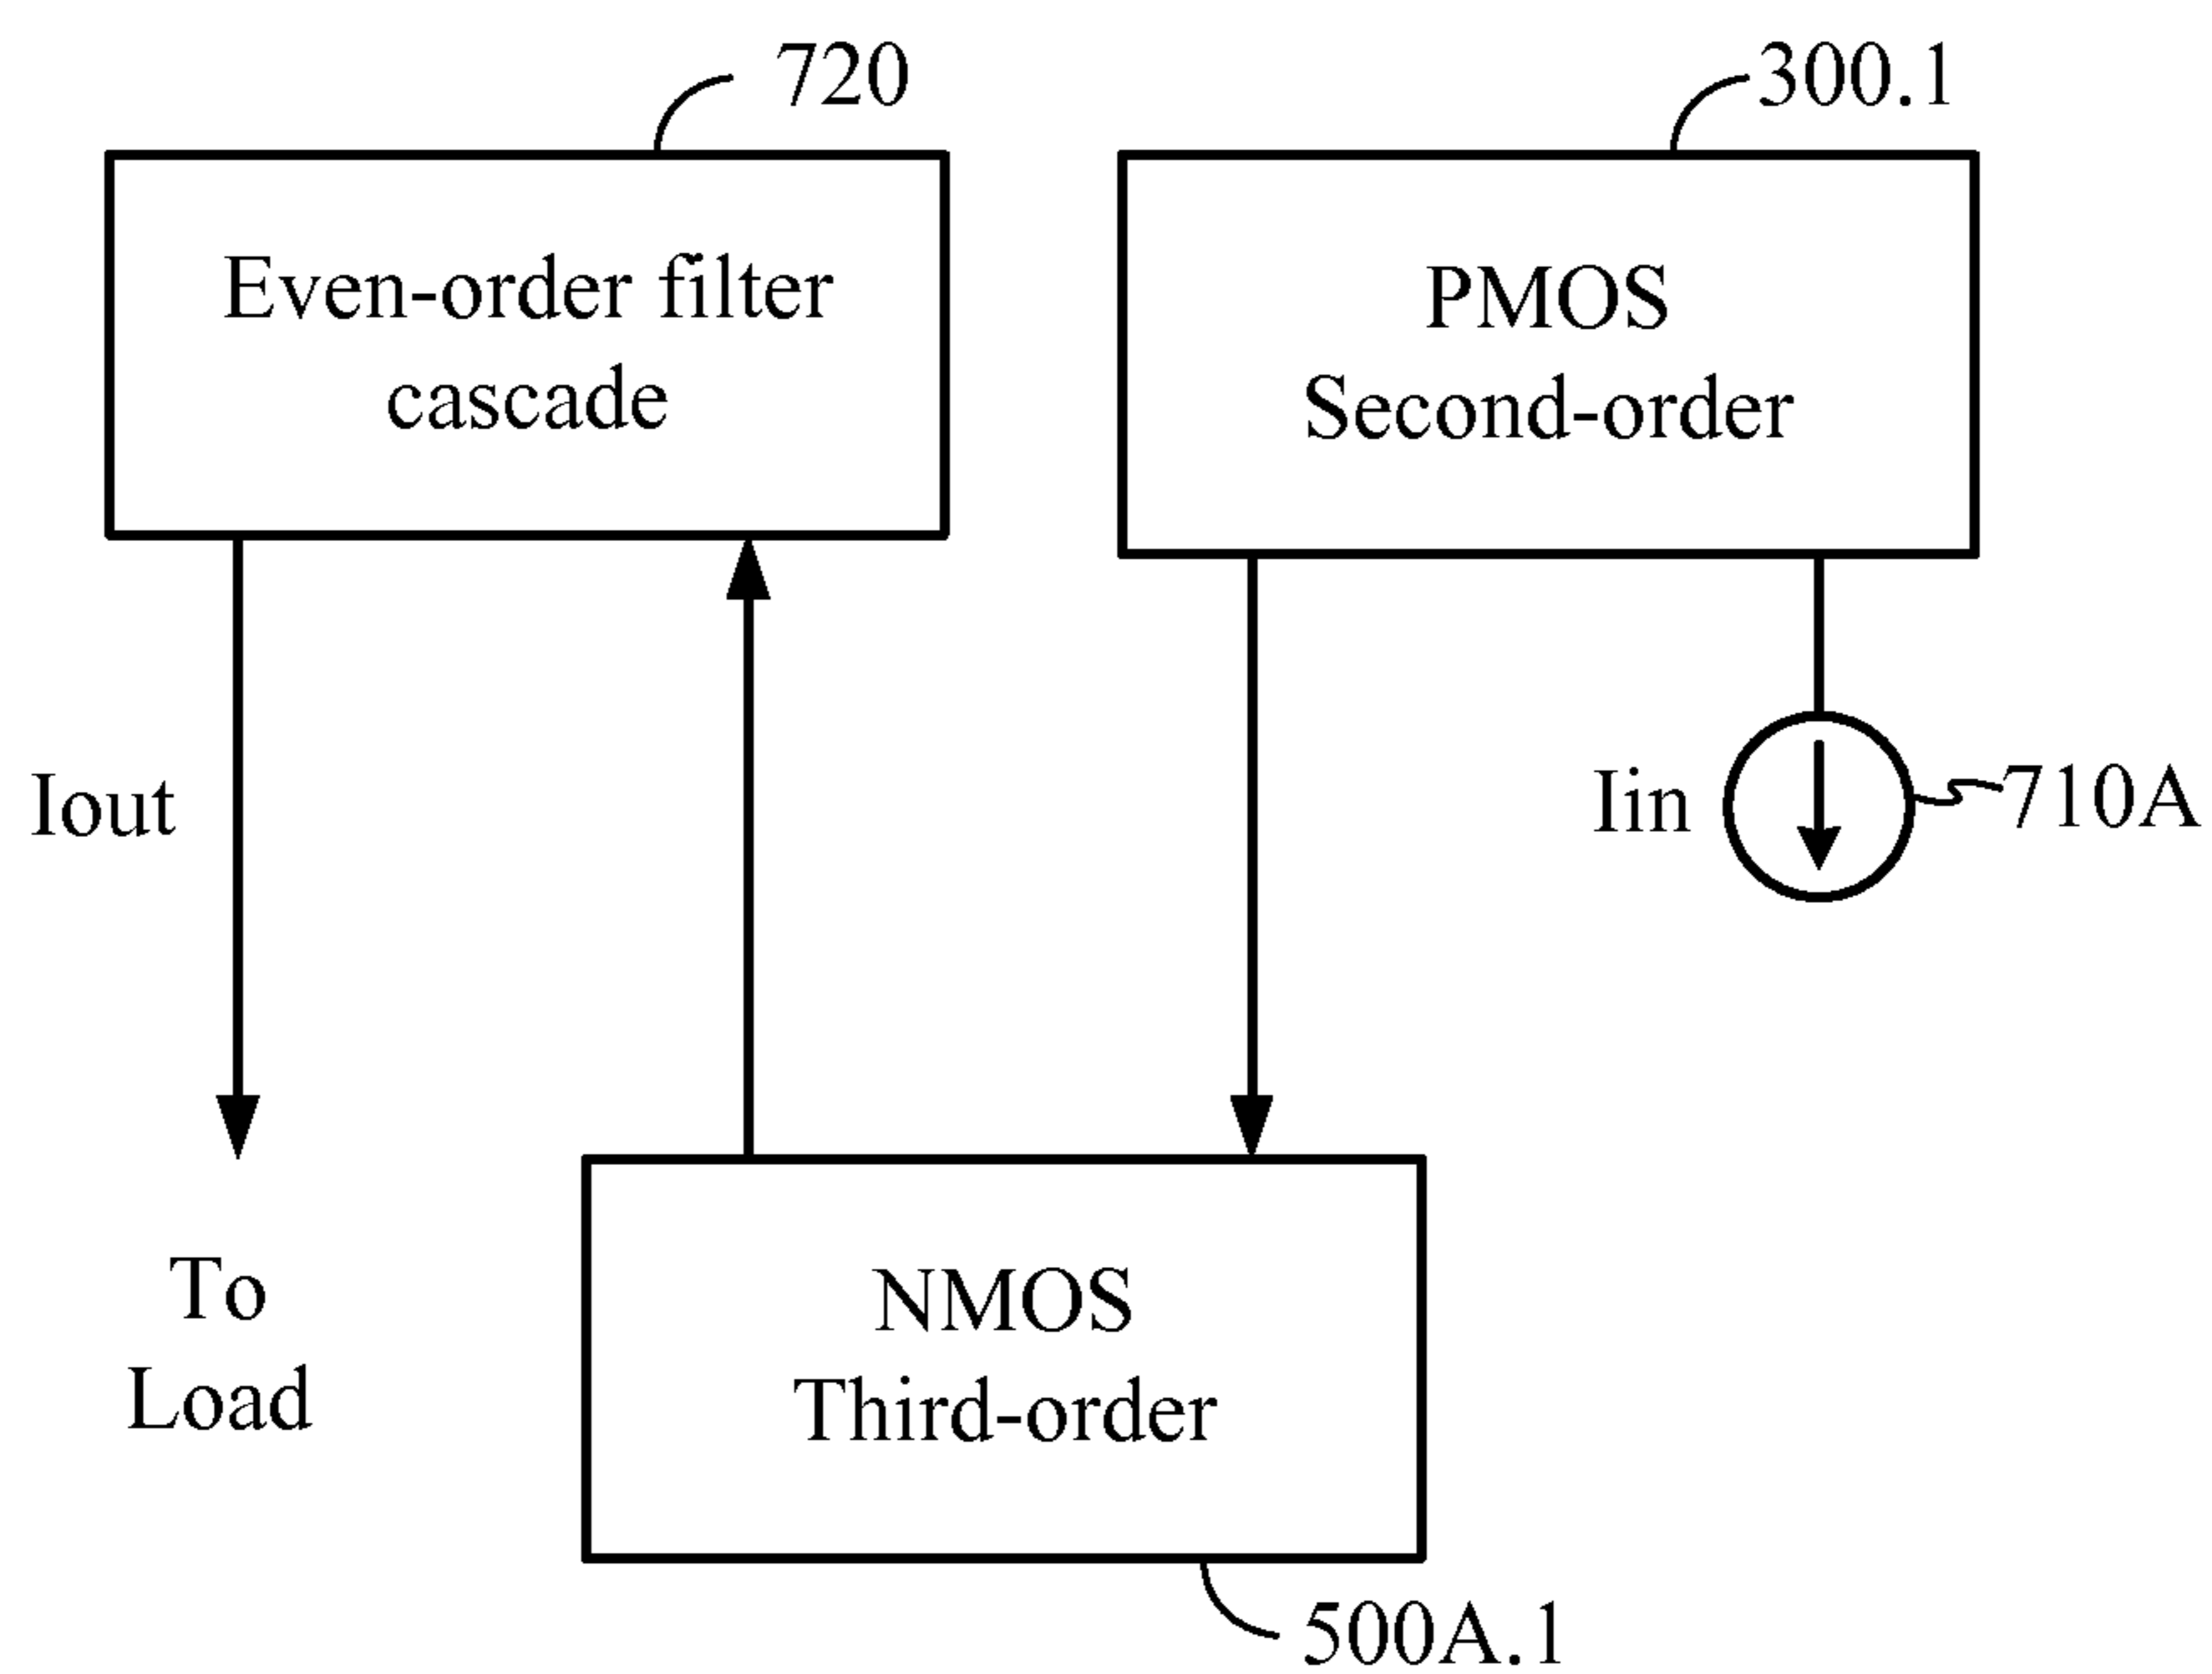 720
300.1
Even-order filter
cascade
PMOS
Second-order
Iout
Iin
710A
To
Load
NMOS
Third-order
500A.1